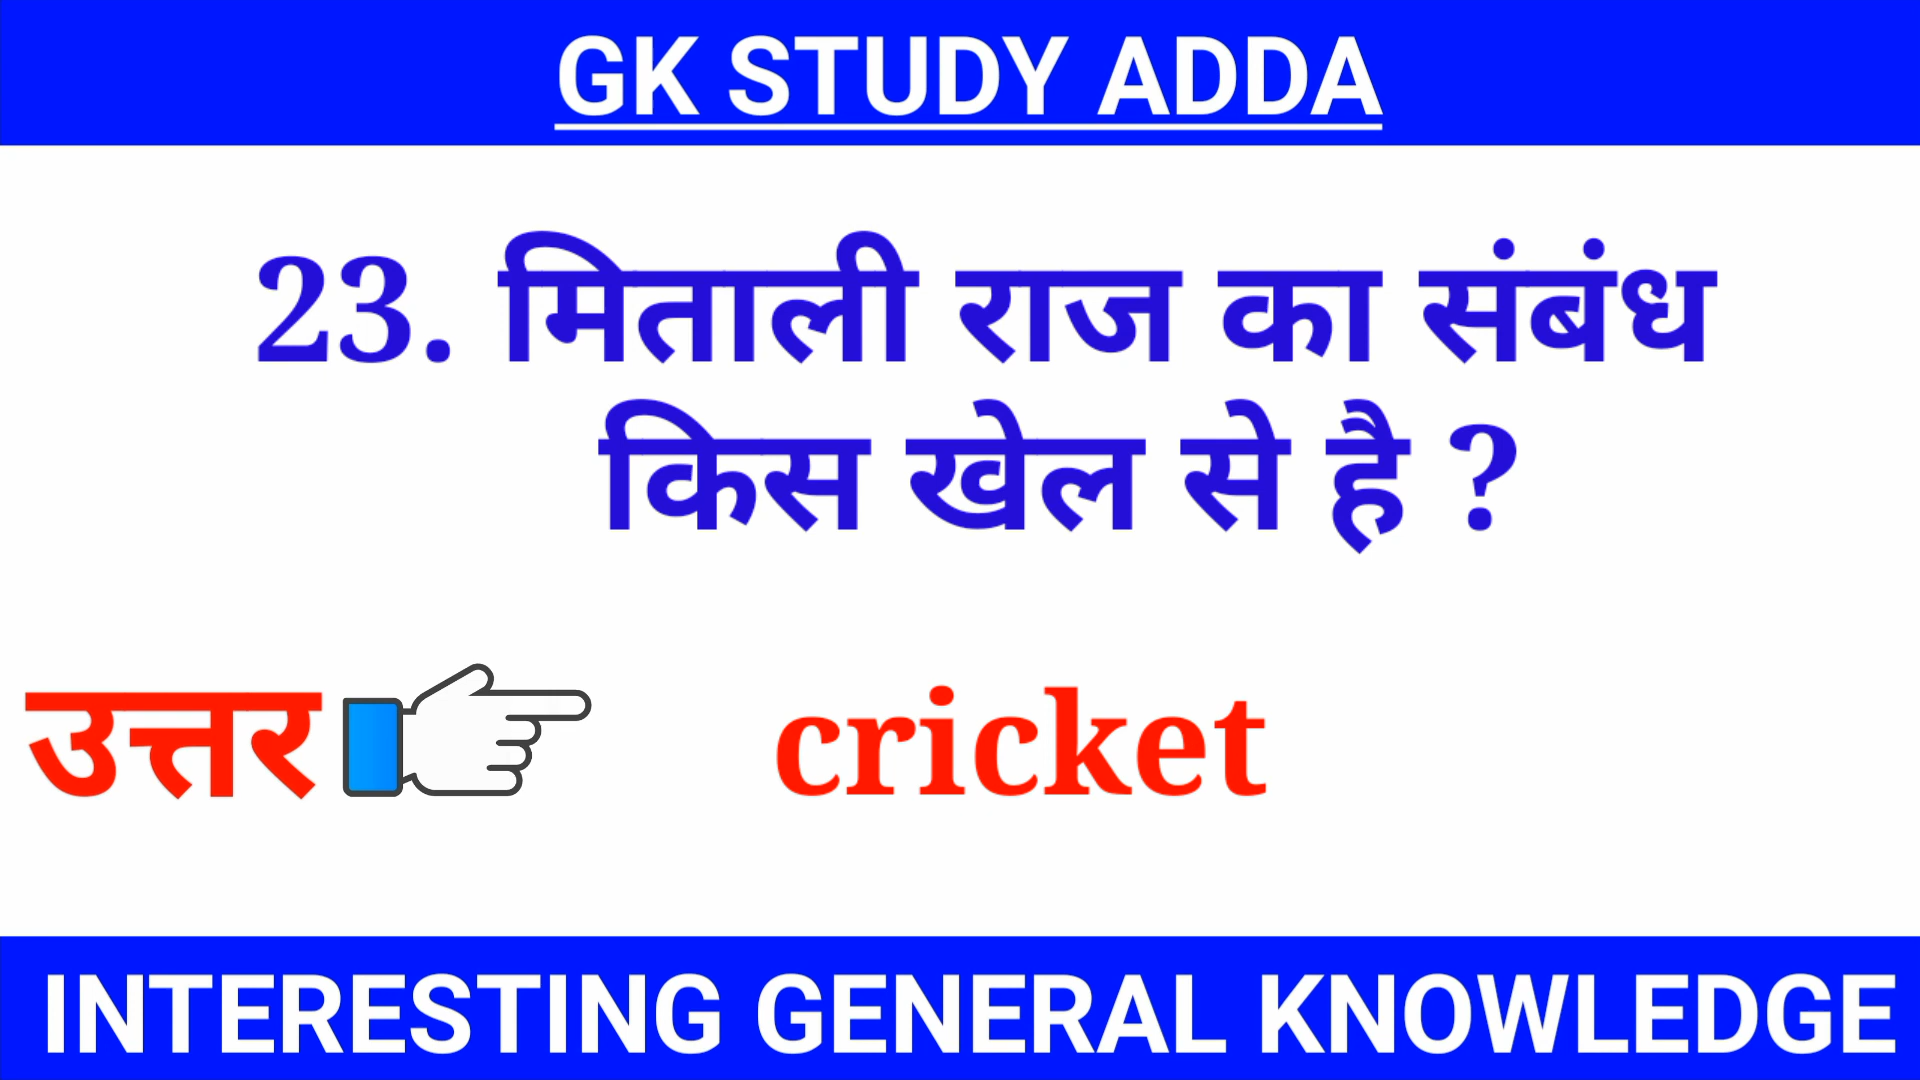 GK STUDY ADDA
23. मिताली राज का संबंध
किस खेल से है ?
उत्तर cricket
INTERESTING GENERAL KNOWLEDGE